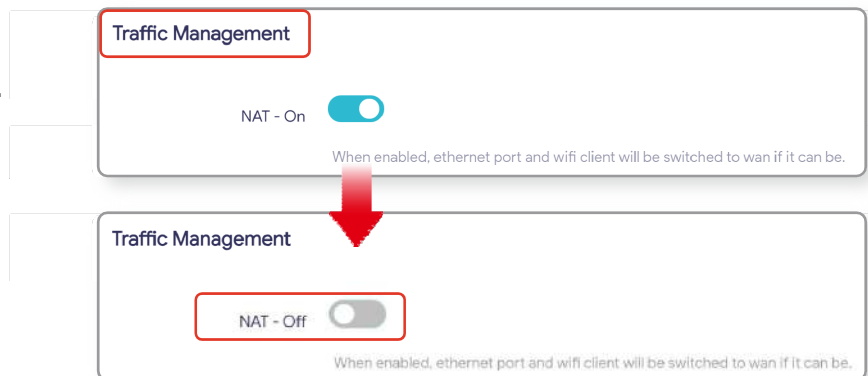 Traffic Management
NAT - On
When enabled, ethernet port and wifi client will be switched to wan if it can be.
Traffic Management
NAT - Off
When enabled, ethernet port and wifi client will be switched to wan if it can be.